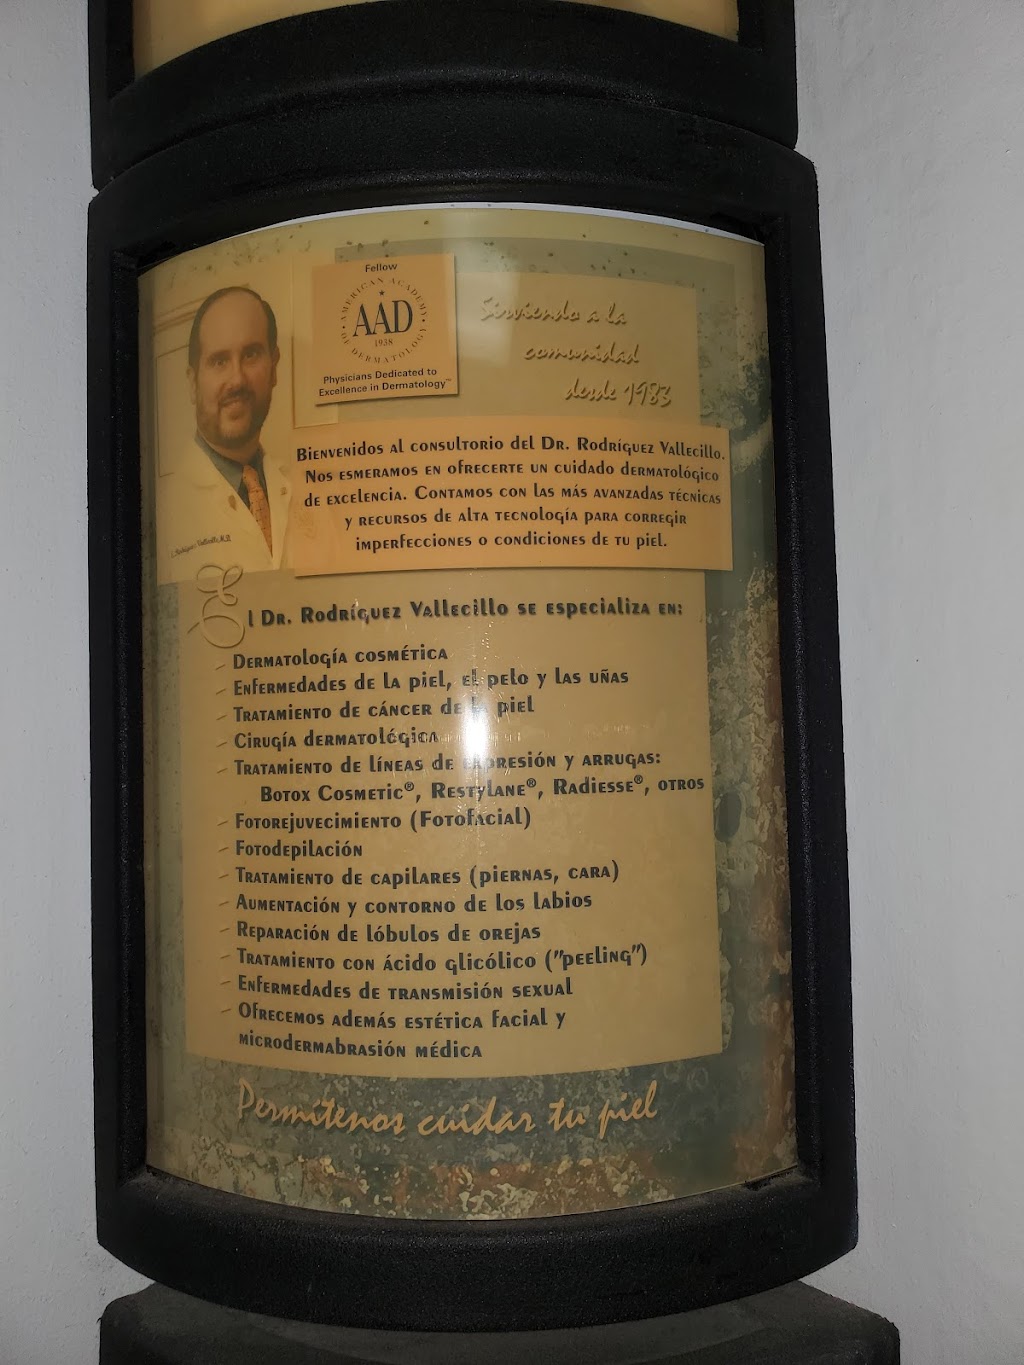 Fellow
AMERICAN ACADEMY OF DERMATOLOGY
AAD
1938
Physicians Dedicated to
Excellence in Dermatology™
Sirviendo a la
comunidad
desde 1983
Bienvenidos al consultorio del Dr. Rodríguez Vallecillo.
Nos esmeramos en ofrecerte un cuidado dermatológico
de excelencia. Contamos con las más avanzadas técnicas
y recursos de alta tecnología para corregir
imperfecciones o condiciones de tu piel.
Rodríguez Vallecillo, M.D.
El Dr. Rodríguez Vallecillo se especializa en:
- Dermatología cosmética
- Enfermedades de la piel, el pelo y las uñas
- Tratamiento de cáncer de la piel
- Cirugía dermatológica
- Tratamiento de líneas de expresión y arrugas:
Botox Cosmetic®, Restylane®, Radiesse®, otros
- Fotorejuvecimiento (Fotofacial)
- Fotodepilación
- Tratamiento de capilares (piernas, cara)
- Aumentación y contorno de los labios
- Reparación de lóbulos de orejas
- Tratamiento con ácido glicólico ("peeling")
- Enfermedades de transmisión sexual
- Ofrecemos además estética facial y
microdermabrasión médica
Permítenos cuidar tu piel